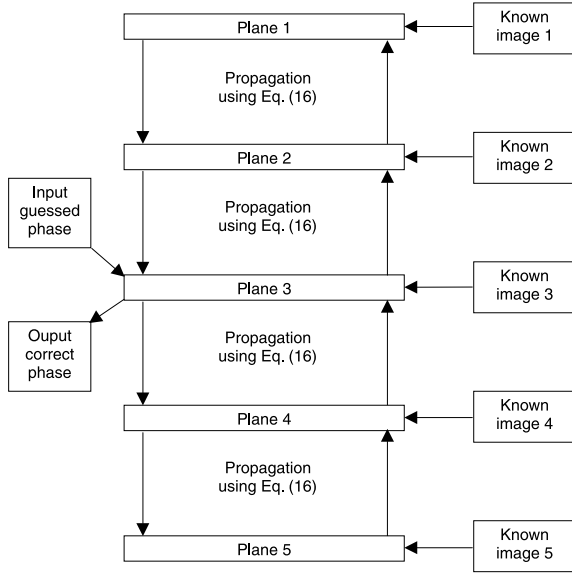 Plane 1
Known
image 1
Propagation
using Eq. (16)
Plane 2
Known
image 2
Input
guessed
phase
Propagation
using Eq. (16)
Plane 3
Known
image 3
Ouput
correct
phase
Propagation
using Eq. (16)
Plane 4
Known
image 4
Propagation
using Eq. (16)
Plane 5
Known
image 5